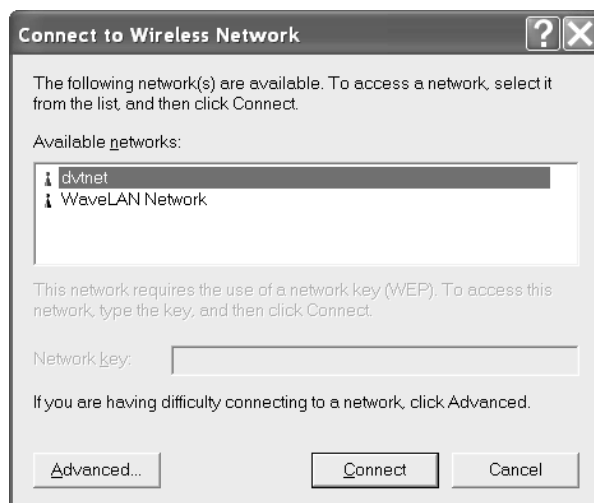 Connect to Wireless Network
The following network(s) are available. To access a network, select it
from the list, and then click Connect.
Available networks:
dvtnet
WaveLAN Network
This network requires the use of a network key (WEP). To access this
network, type the key, and then click Connect.
Network key:
If you are having difficulty connecting to a network, click Advanced.
Advanced... Connect Cancel